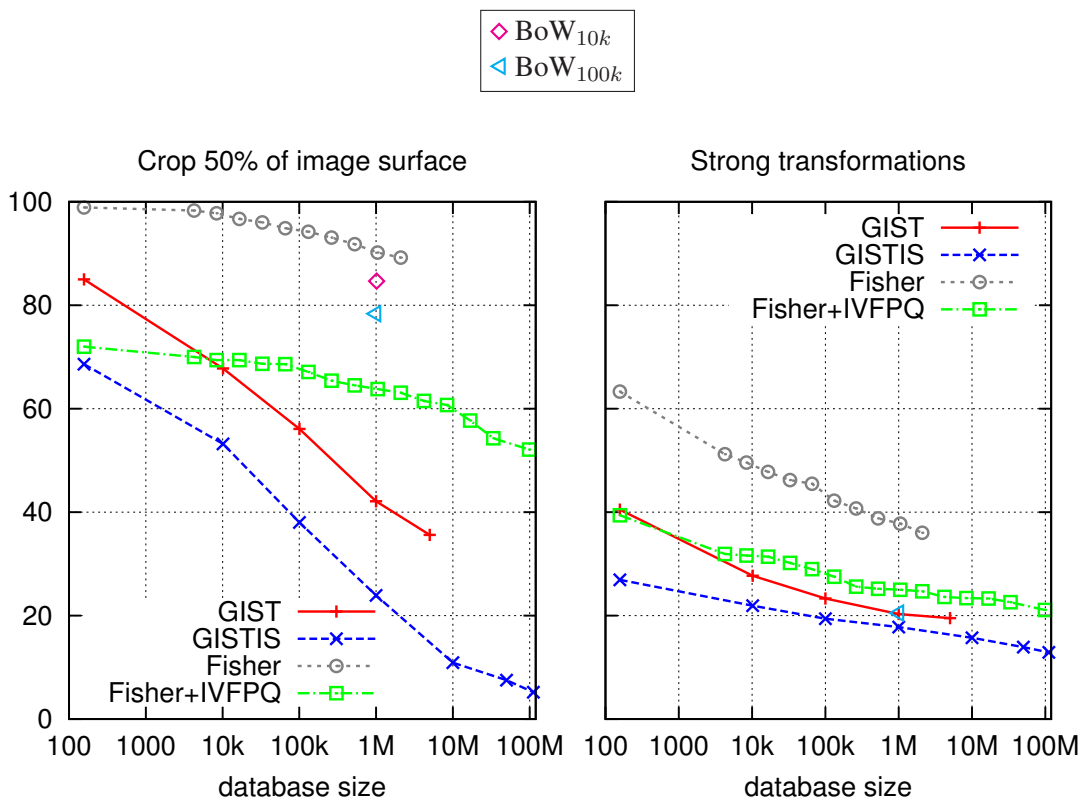 BoW10k
BoW100k
Crop 50% of image surface
100
80
60
40
20
0
GIST
GISTIS
Fisher
Fisher+IVFPQ
100 1000 10k 100k 1M 10M 100M
database size
Strong transformations
GIST
GISTIS
Fisher
Fisher+IVFPQ
100 1000 10k 100k 1M 10M 100M
database size